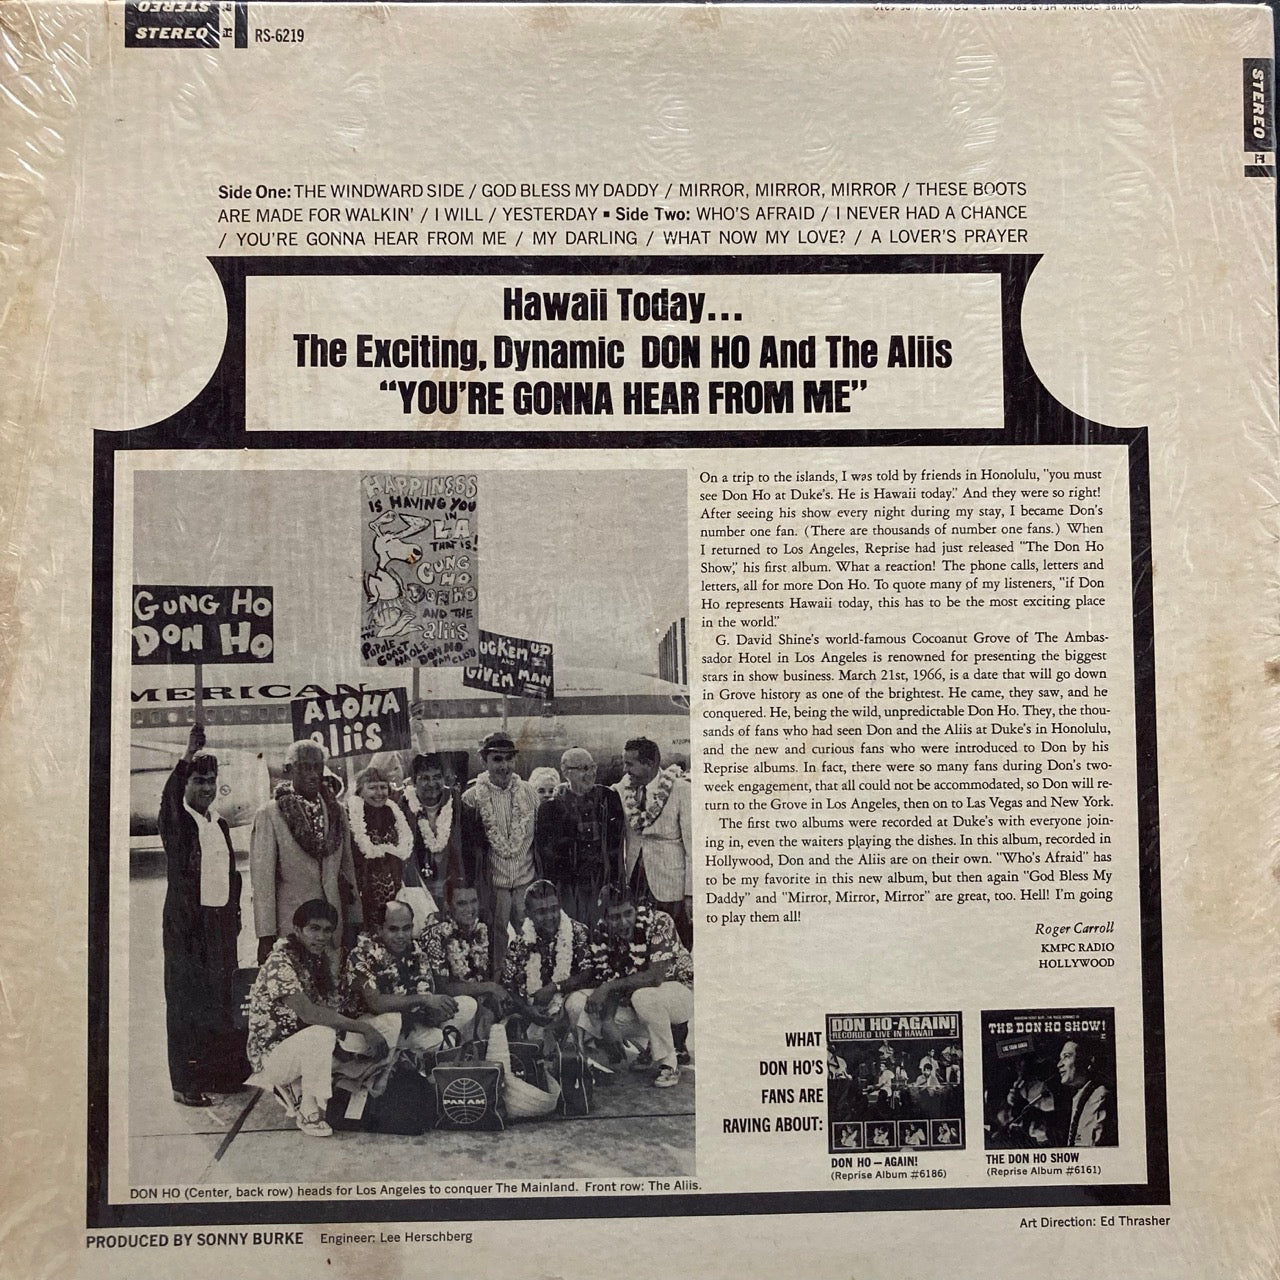 STEREO
STEREO
RS-6219
STEREO
Side One: THE WINDWARD SIDE / GOD BLESS MY DADDY / MIRROR, MIRROR, MIRROR / THESE BOOTS
ARE MADE FOR WALKIN' / I WILL / YESTERDAY ▪ Side Two: WHO'S AFRAID / I NEVER HAD A CHANCE
/ YOU'RE GONNA HEAR FROM ME / MY DARLING / WHAT NOW MY LOVE? / A LOVER'S PRAYER
Hawaii Today...
The Exciting, Dynamic DON HO And The Aliis
“YOU'RE GONNA HEAR FROM ME”
HAPPINESS
IS HAVING YOU
IN
LA
THAT IS!
GUNG
HO
DON HO
AND THE
aliis
PUPULE
COAST
HAOLE
DON HO
FAN CLUB
GUNG HO
DON HO
UCKEM UP
AND
GIVEM MAN
MERICAN
ALOHA
aliis
PAN AM
DON HO (Center, back row) heads for Los Angeles to conquer The Mainland. Front row: The Aliis.
On a trip to the islands, I was told by friends in Honolulu, "you must
see Don Ho at Duke's. He is Hawaii today." And they were so right!
After seeing his show every night during my stay, I became Don's
number one fan. (There are thousands of number one fans.) When
I returned to Los Angeles, Reprise had just released "The Don Ho
Show," his first album. What a reaction! The phone calls, letters and
letters, all for more Don Ho. To quote many of my listeners, "if Don
Ho represents Hawaii today, this has to be the most exciting place
in the world."
G. David Shine's world-famous Cocoanut Grove of The Ambas-
sador Hotel in Los Angeles is renowned for presenting the biggest
stars in show business. March 21st, 1966, is a date that will go down
in Grove history as one of the brightest. He came, they saw, and he
conquered. He, being the wild, unpredictable Don Ho. They, the thou-
sands of fans who had seen Don and the Aliis at Duke's in Honolulu,
and the new and curious fans who were introduced to Don by his
Reprise albums. In fact, there were so many fans during Don's two-
week engagement, that all could not be accommodated, so Don will re-
turn to the Grove in Los Angeles, then on to Las Vegas and New York.
The first two albums were recorded at Duke's with everyone join-
ing in, even the waiters playing the dishes. In this album, recorded in
Hollywood, Don and the Aliis are on their own. "Who's Afraid" has
to be my favorite in this new album, but then again "God Bless My
Daddy" and "Mirror, Mirror, Mirror" are great, too. Hell! I'm going
to play them all!
Roger Carroll
KMPC RADIO
HOLLYWOOD
WHAT
DON HO'S
FANS ARE
RAVING ABOUT:
DON HO-AGAIN!
RECORDED LIVE IN HAWAII
DON HO — AGAIN!
(Reprise Album #6186)
THE DON HO SHOW!
THE DON HO SHOW
(Reprise Album #6161)
Art Direction: Ed Thrasher
PRODUCED BY SONNY BURKE Engineer: Lee Herschberg